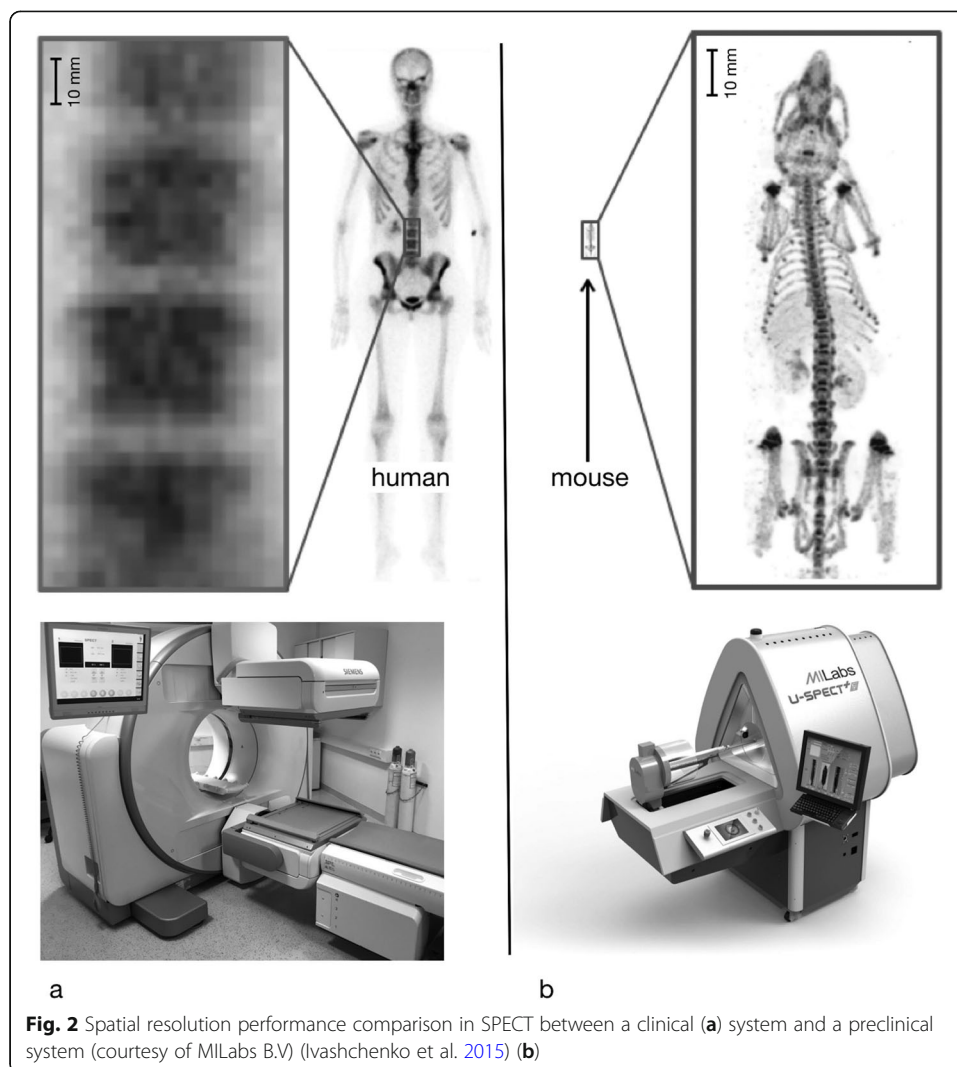 10 mm
10 mm
human
mouse
SIEMENS
MILabs
U-SPECT+
a
b
Fig. 2 Spatial resolution performance comparison in SPECT between a clinical (a) system and a preclinical
system (courtesy of MILabs B.V) (Ivashchenko et al. 2015) (b)